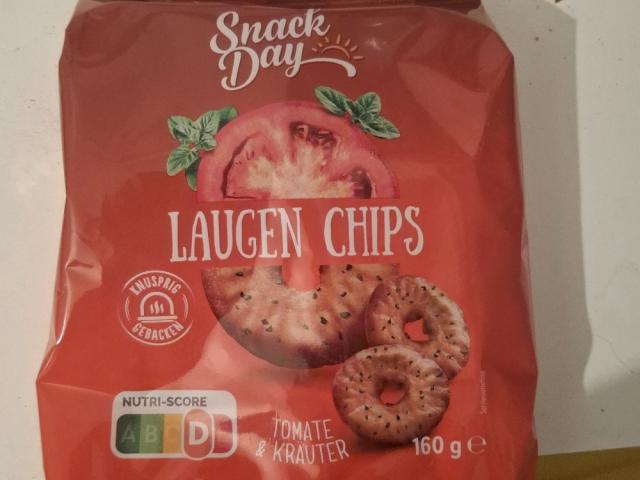 Snack
Day
LAUGEN CHIPS
KNUSPRIG
GEBACKEN
NUTRI-SCORE
A B C D E
TOMATE
& KRÄUTER
160 g e